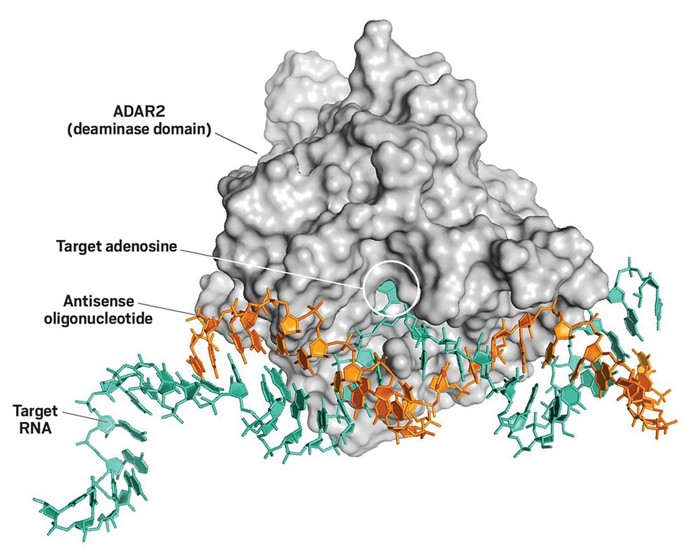 ADAR2
(deaminase domain)
Target adenosine
Antisense
oligonucleotide
Target
RNA